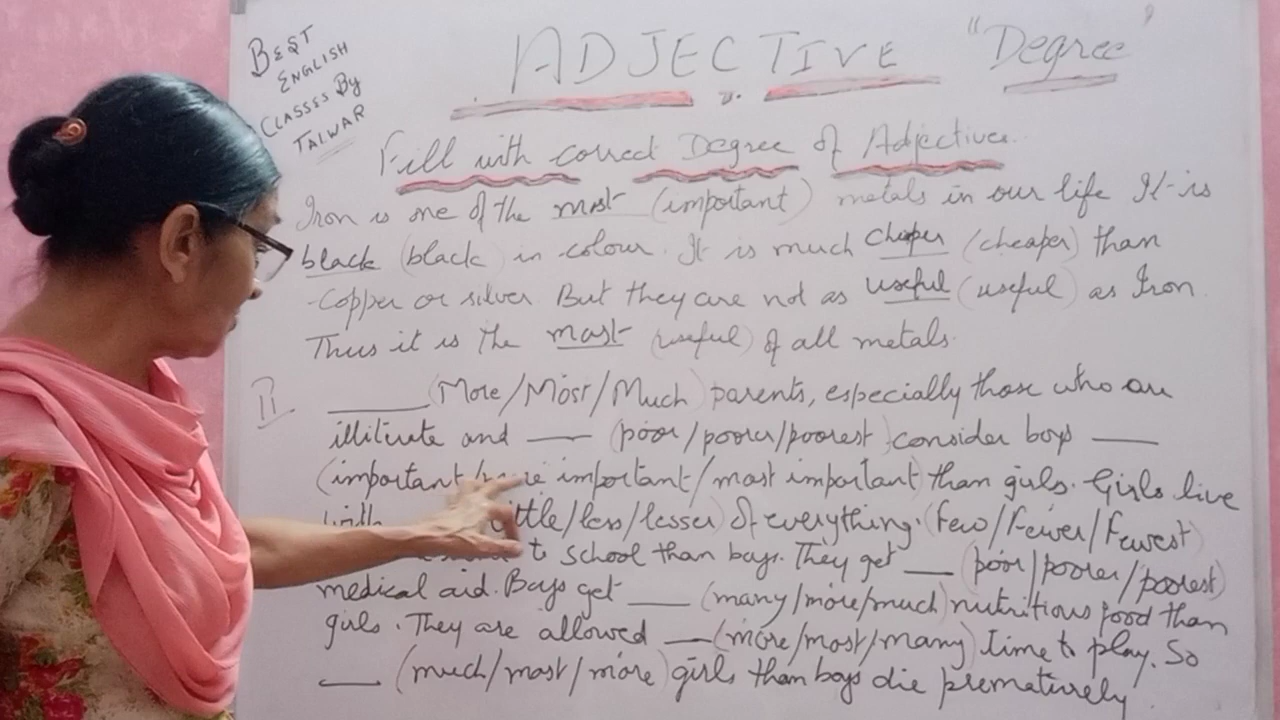 BEST
ENGLISH
CLASSES By
TALWAR
ADJECTIVE "Degree"
Fill with correct Degree of Adjectives.
Iron is one of the most (important) metals in our life It is
black (black) in colour. It is much cheaper (cheaper) than
copper or silver But they are not as useful (useful) as Iron.
Thus it is the most (useful) of all metals.
II ____ (More/Most/Much) parents, especially those who are
illitirate and ____ (poor/poorer/poorest) consider boys ____
(important/more important/most important) than girls. Girls live
with little/less/lesser) of everything. (Few/Fewer/Fewest)
to school than boys. They get ____ (poor/poorer/poorest)
medical aid. Boys get ____ (many/more/much) nutritious food than
girls. They are allowed ____ (more/most/many) time to play. So
____ (much/most/more) girls than boys die prematurely.